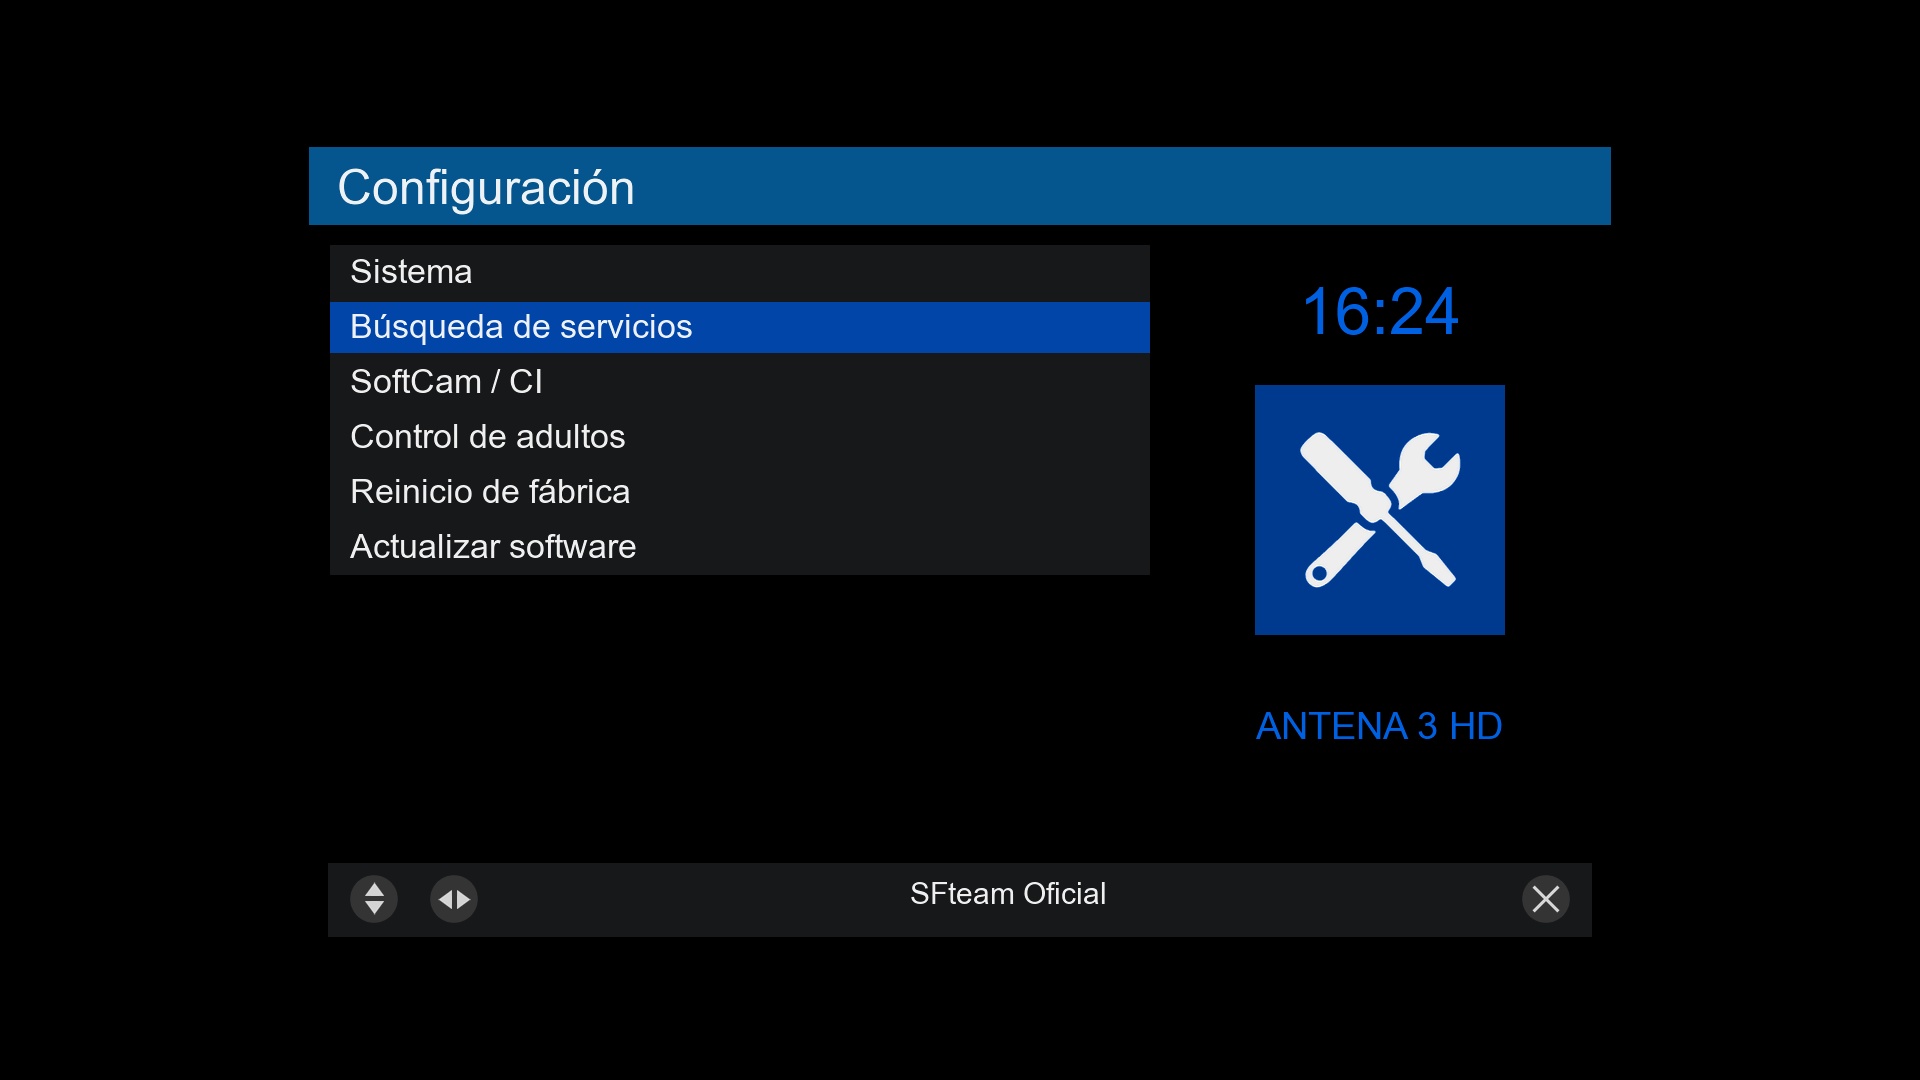 Configuración
Sistema
Búsqueda de servicios
SoftCam / CI
Control de adultos
Reinicio de fábrica
Actualizar software
16:24
ANTENA 3 HD
SFteam Oficial